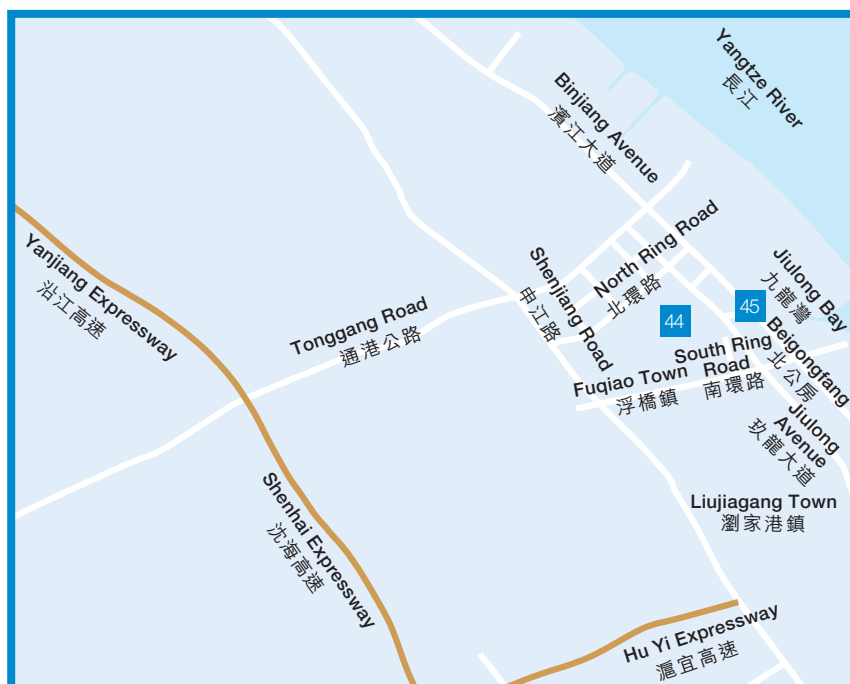 Yangtze River
長江
Binjiang Avenue
濱江大道
North Ring Road
北環路
Yanjiang Expressway
沿江高速
Shenjiang Road
申江路
Jiulong Bay
九龍灣
Tonggang Road
通港公路
44
45
Beigongfang
北公房
South Ring
Road
南環路
Fuqiao Town
浮橋鎮
Jiulong
Avenue
玖龍大道
Shenhai Expressway
沈海高速
Liujiagang Town
瀏家港鎮
Hu Yi Expressway
滬宜高速